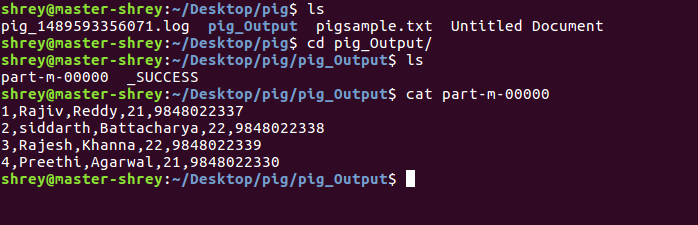 shrey@master-shrey:~/Desktop/pig$ ls
pig_1489593356071.log  pig_Output  pigsample.txt  Untitled Document
shrey@master-shrey:~/Desktop/pig$ cd pig_Output/
shrey@master-shrey:~/Desktop/pig/pig_Output$ ls
part-m-00000  _SUCCESS
shrey@master-shrey:~/Desktop/pig/pig_Output$ cat part-m-00000
1,Rajiv,Reddy,21,9848022337
2,siddarth,Battacharya,22,9848022338
3,Rajesh,Khanna,22,9848022339
4,Preethi,Agarwal,21,9848022330
shrey@master-shrey:~/Desktop/pig/pig_Output$